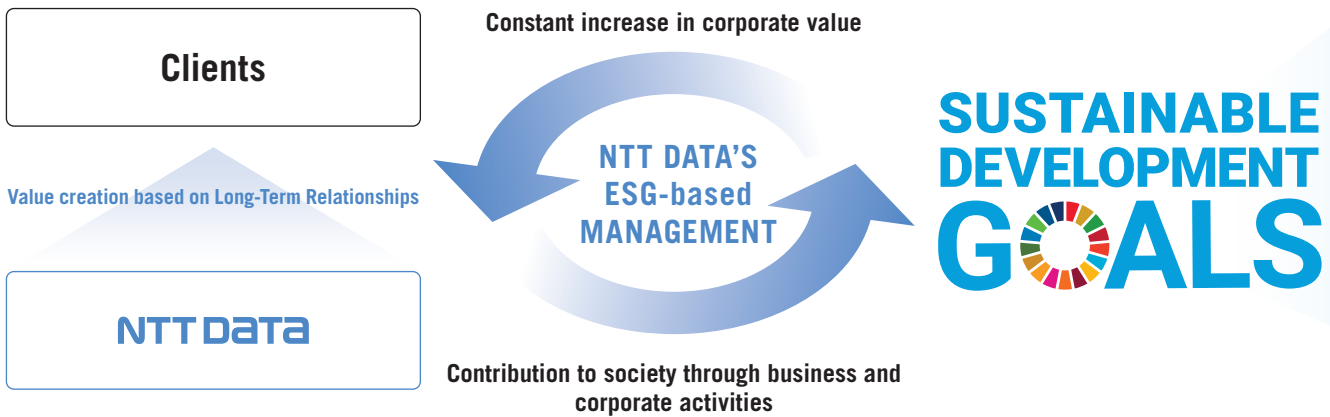 Clients
Value creation based on Long-Term Relationships
NTT DATA
Constant increase in corporate value
NTT DATA’S
ESG-based
MANAGEMENT
Contribution to society through business and
corporate activities
SUSTAINABLE
DEVELOPMENT
GOALS